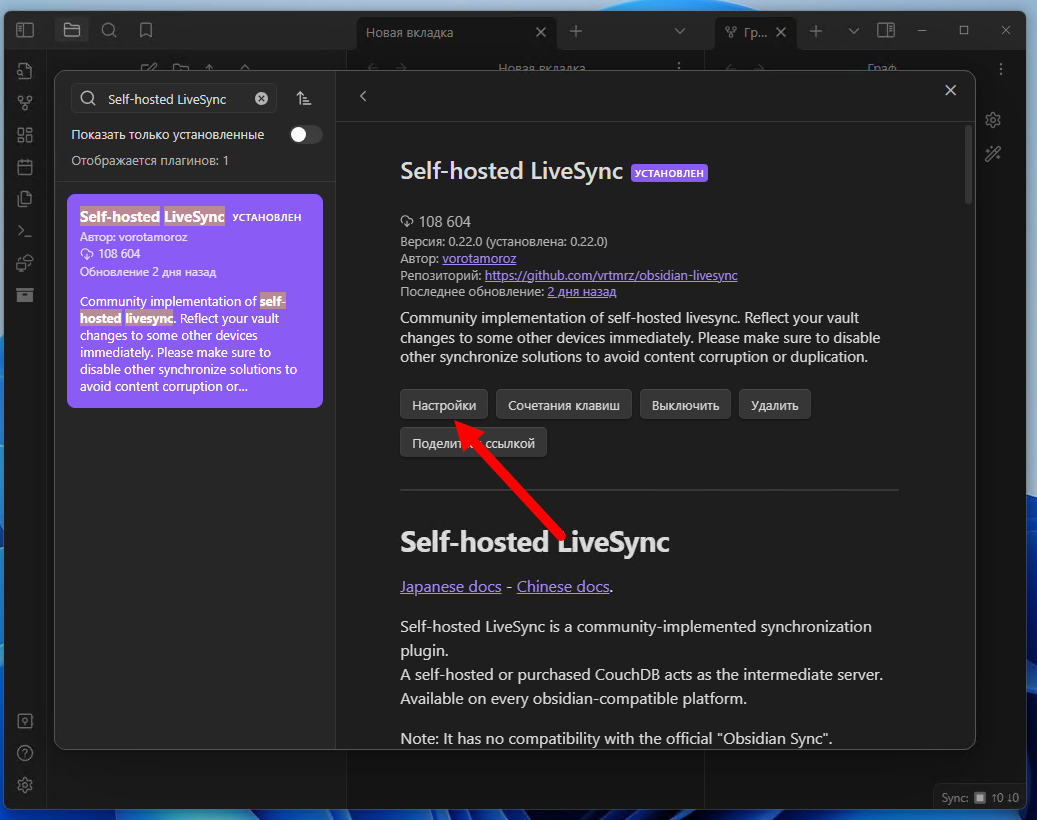 Новая вкладка
Гр...
Новая вкладка
Граф
Self-hosted LiveSync
Показать только установленные
Отображается плагинов: 1
Self-hosted LiveSync УСТАНОВЛЕН
Автор: vorotamoroz
108 604
Обновление 2 дня назад
Community implementation of self-
hosted livesync. Reflect your vault
changes to some other devices
immediately. Please make sure to
disable other synchronize solutions to
avoid content corruption or...
Self-hosted LiveSync УСТАНОВЛЕН
108 604
Версия: 0.22.0 (установлена: 0.22.0)
Автор: vorotamoroz
Репозиторий: https://github.com/vrtmrz/obsidian-livesync
Последнее обновление: 2 дня назад
Community implementation of self-hosted livesync. Reflect your vault
changes to some other devices immediately. Please make sure to disable
other synchronize solutions to avoid content corruption or duplication.
Настройки Сочетания клавиш Выключить Удалить
Поделиться ссылкой
Self-hosted LiveSync
Japanese docs - Chinese docs.
Self-hosted LiveSync is a community-implemented synchronization
plugin.
A self-hosted or purchased CouchDB acts as the intermediate server.
Available on every obsidian-compatible platform.
Note: It has no compatibility with the official "Obsidian Sync".
Sync: ⏹ ↑0 ↓0